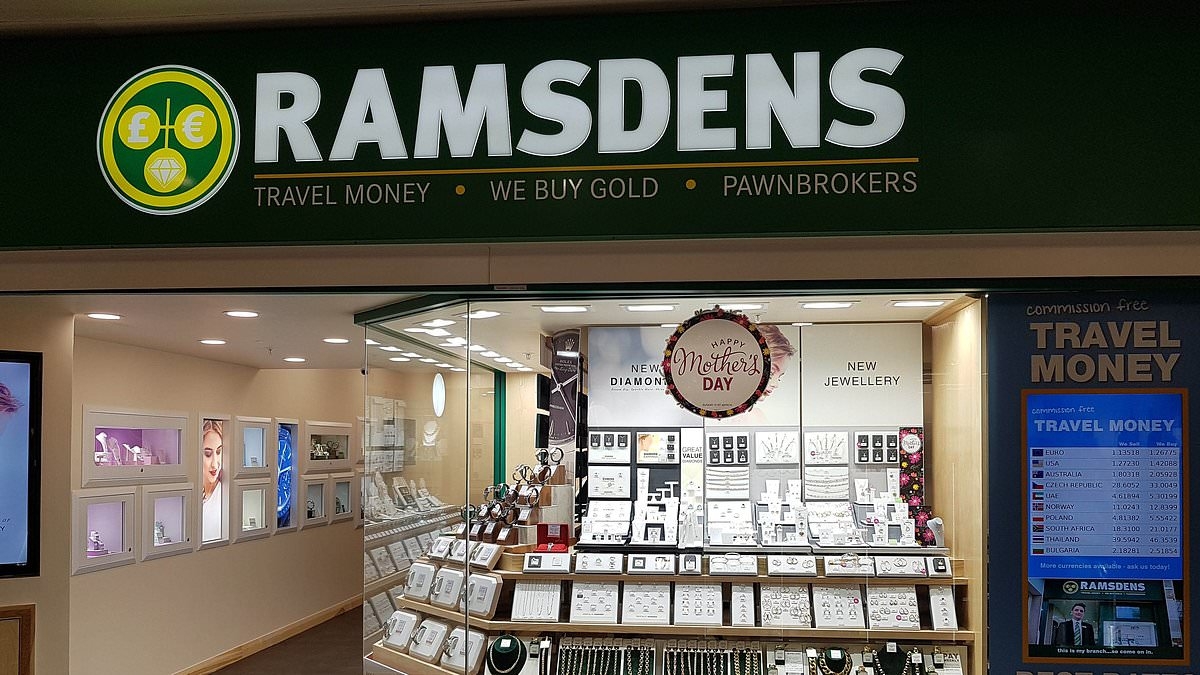 £ €
RAMSDENS
TRAVEL MONEY • WE BUY GOLD • PAWNBROKERS
HAPPY
Mother's
DAY
NEW
DIAMON
NEW
JEWELLERY
GREAT
VALUE
DIAMONDS
ROLEX
commission free
TRAVEL
MONEY
commission free
TRAVEL MONEY
We Sell We Buy
EURO 1.13518 1.26775
USA 1.27230 1.42088
AUSTRALIA 1.80318 2.05928
CZECH REPUBLIC 28.6052 33.0049
UAE 4.61894 5.30199
NORWAY 11.0243 12.8399
POLAND 4.81382 5.55422
SOUTH AFRICA 18.3100 21.0177
THAILAND 39.5942 46.3539
BULGARIA 2.18281 2.51854
More currencies available - ask us today!
RAMSDENS
this is my branch...so come on in.